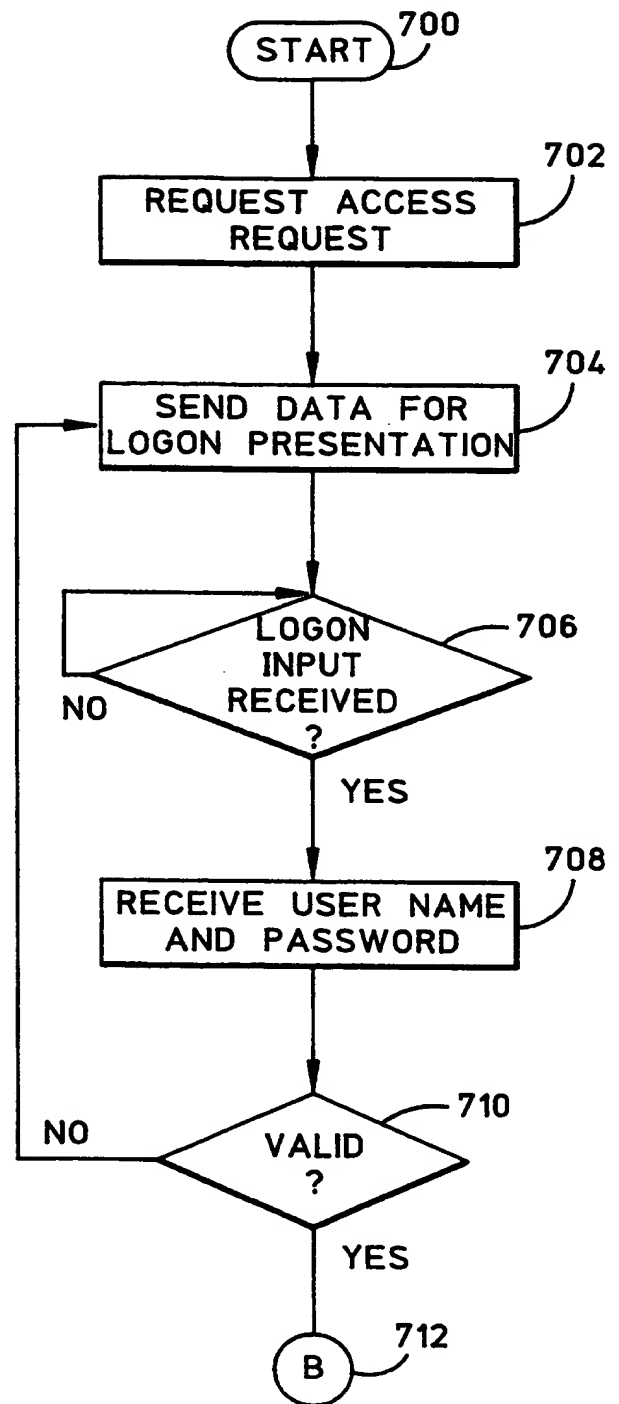 START
700
702
REQUEST ACCESS
REQUEST
704
SEND DATA FOR
LOGON PRESENTATION
706
LOGON
INPUT
RECEIVED
?
NO
YES
708
RECEIVE USER NAME
AND PASSWORD
710
NO
VALID
?
YES
712
B